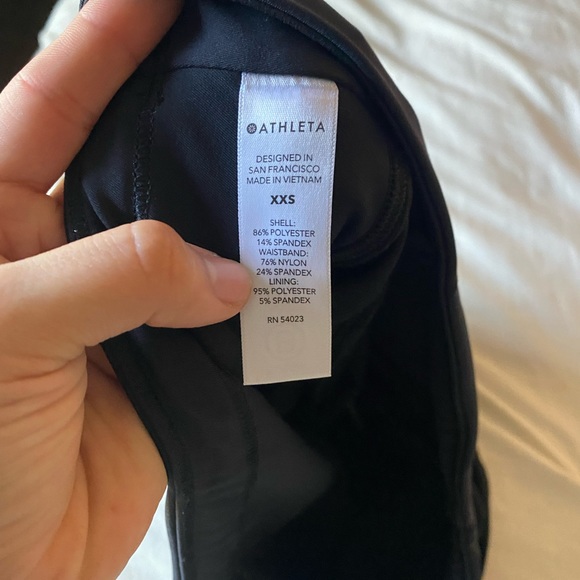 ATHLETA
DESIGNED IN
SAN FRANCISCO
MADE IN VIETNAM
XXS
SHELL:
86% POLYESTER
14% SPANDEX
WAISTBAND:
76% NYLON
24% SPANDEX
LINING:
95% POLYESTER
5% SPANDEX
RN 54023